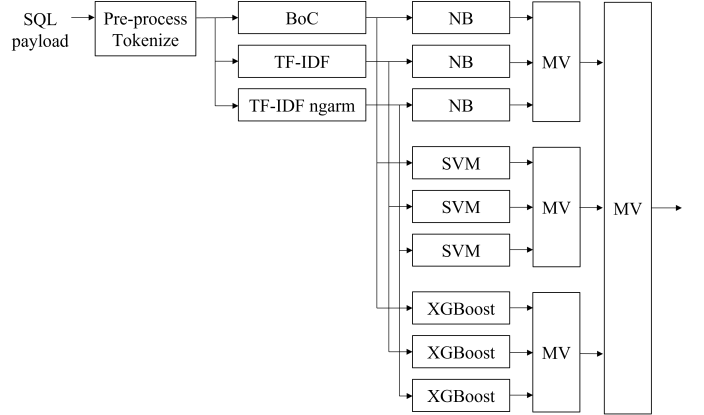 SQL
payload
Pre-process
Tokenize
BoC
TF-IDF
TF-IDF ngarm
NB
NB
NB
MV
SVM
SVM
SVM
MV
XGBoost
XGBoost
XGBoost
MV
MV